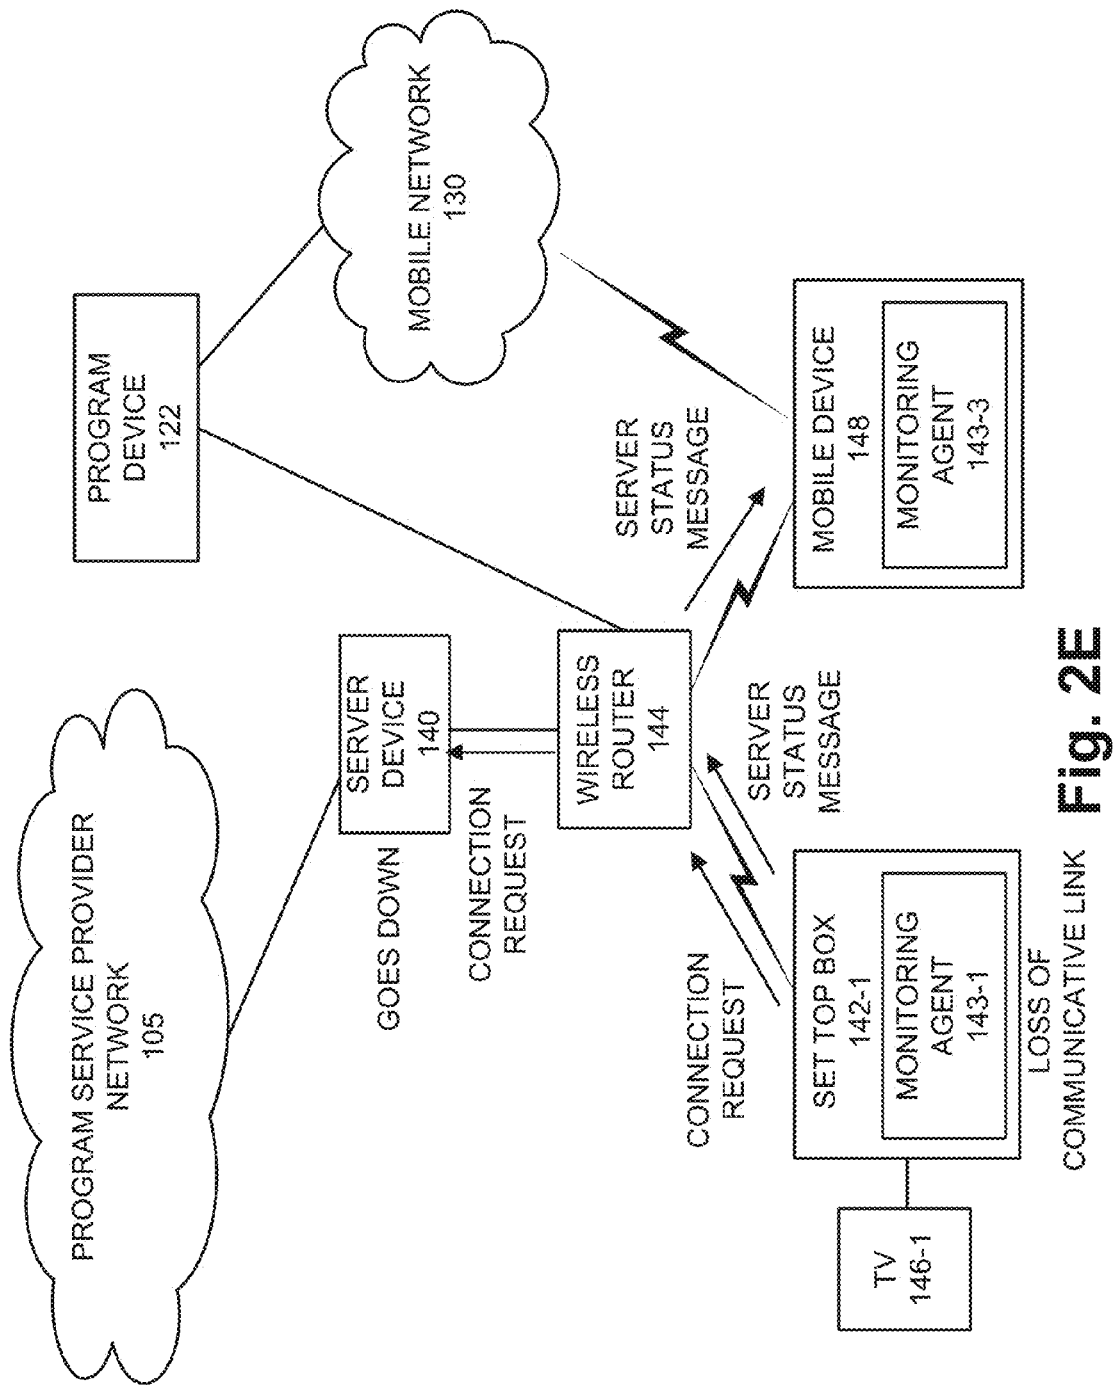 PROGRAM SERVICE PROVIDER
NETWORK
105
PROGRAM
DEVICE
122
MOBILE NETWORK
130
SERVER
DEVICE
140
GOES DOWN
CONNECTION
REQUEST
WIRELESS
ROUTER
144
SERVER
STATUS
MESSAGE
CONNECTION
REQUEST
SERVER
STATUS
MESSAGE
TV
146-1
SET TOP BOX
142-1
MONITORING
AGENT
143-1
LOSS OF
COMMUNICATIVE LINK
MOBILE DEVICE
148
MONITORING
AGENT
143-3
Fig. 2E